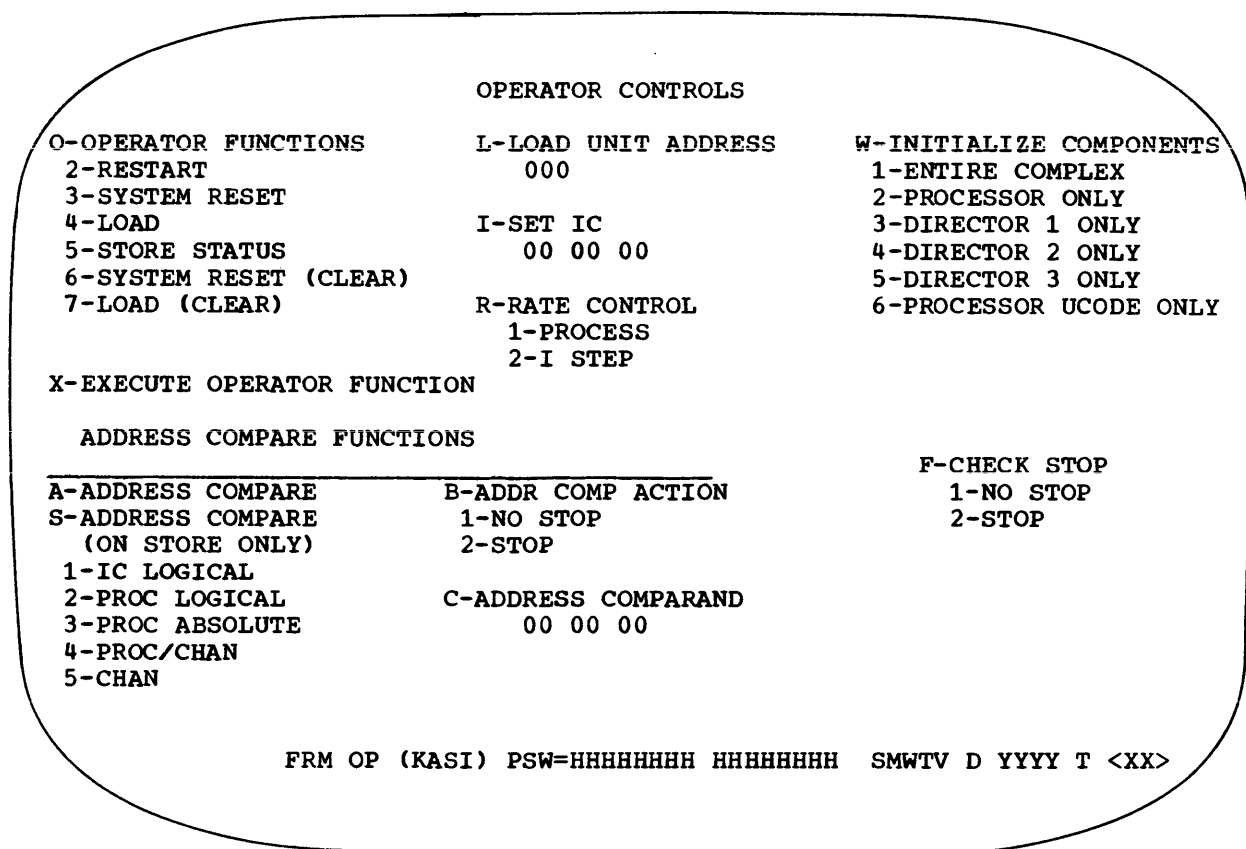 OPERATOR CONTROLS
O-OPERATOR FUNCTIONS L-LOAD UNIT ADDRESS W-INITIALIZE COMPONENTS
2-RESTART 000 1-ENTIRE COMPLEX
3-SYSTEM RESET 2-PROCESSOR ONLY
4-LOAD I-SET IC 3-DIRECTOR 1 ONLY
5-STORE STATUS 00 00 00 4-DIRECTOR 2 ONLY
6-SYSTEM RESET (CLEAR) 5-DIRECTOR 3 ONLY
7-LOAD (CLEAR) R-RATE CONTROL 6-PROCESSOR UCODE ONLY
1-PROCESS
2-I STEP
X-EXECUTE OPERATOR FUNCTION
ADDRESS COMPARE FUNCTIONS
F-CHECK STOP
A-ADDRESS COMPARE B-ADDR COMP ACTION 1-NO STOP
S-ADDRESS COMPARE 1-NO STOP 2-STOP
(ON STORE ONLY) 2-STOP
1-IC LOGICAL
2-PROC LOGICAL C-ADDRESS COMPARAND
3-PROC ABSOLUTE 00 00 00
4-PROC/CHAN
5-CHAN
FRM OP (KASI) PSW=HHHHHHHH HHHHHHHH SMWTV D YYYY T <XX>